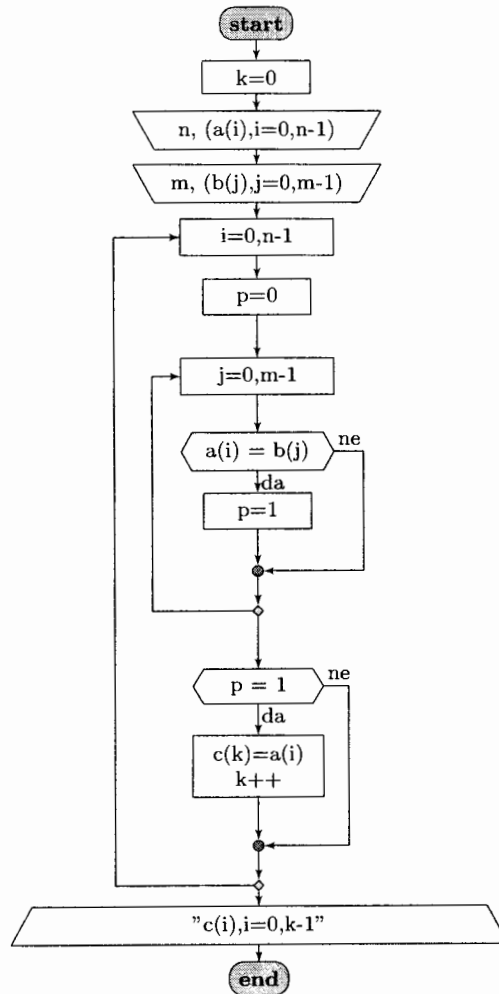 start
k=0
n, (a(i),i=0,n-1)
m, (b(j),j=0,m-1)
i=0,n-1
p=0
j=0,m-1
a(i) = b(j)
ne
da
p=1
p = 1
ne
da
c(k)=a(i)
k++
"c(i),i=0,k-1"
end